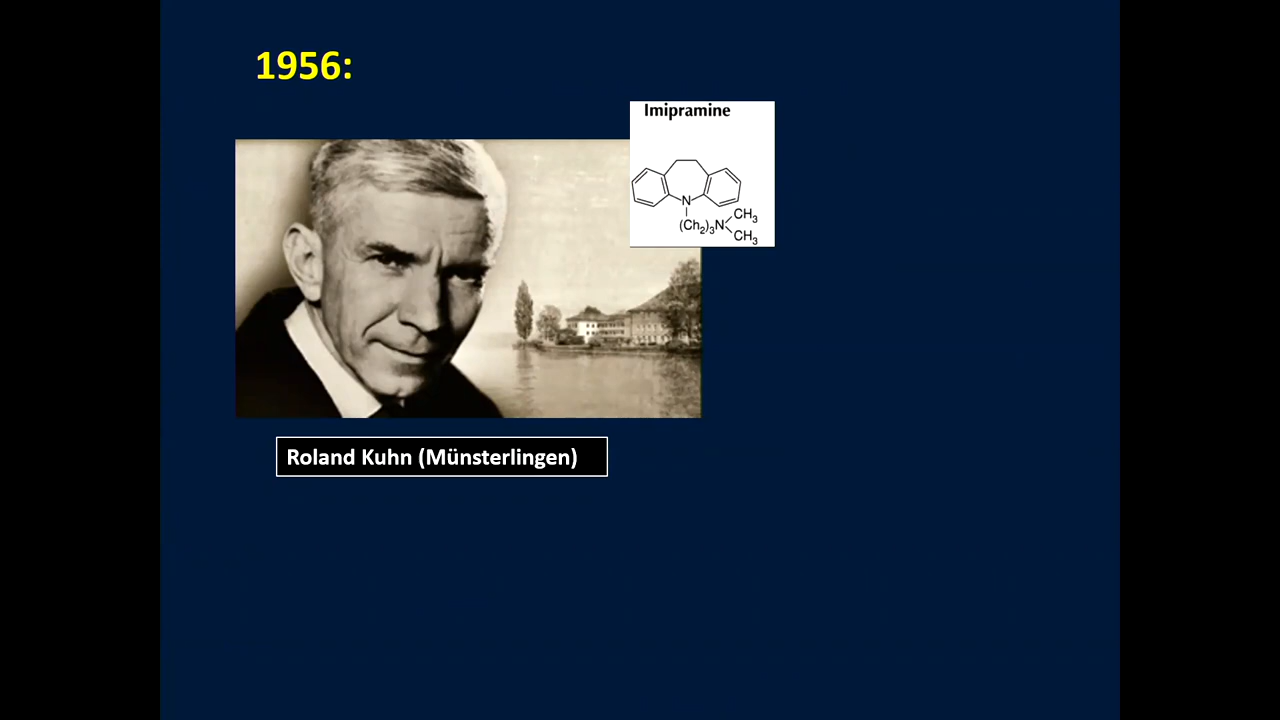 1956:
Imipramine
N
(Ch₂)₃N
CH₃
CH₃
Roland Kuhn (Münsterlingen)